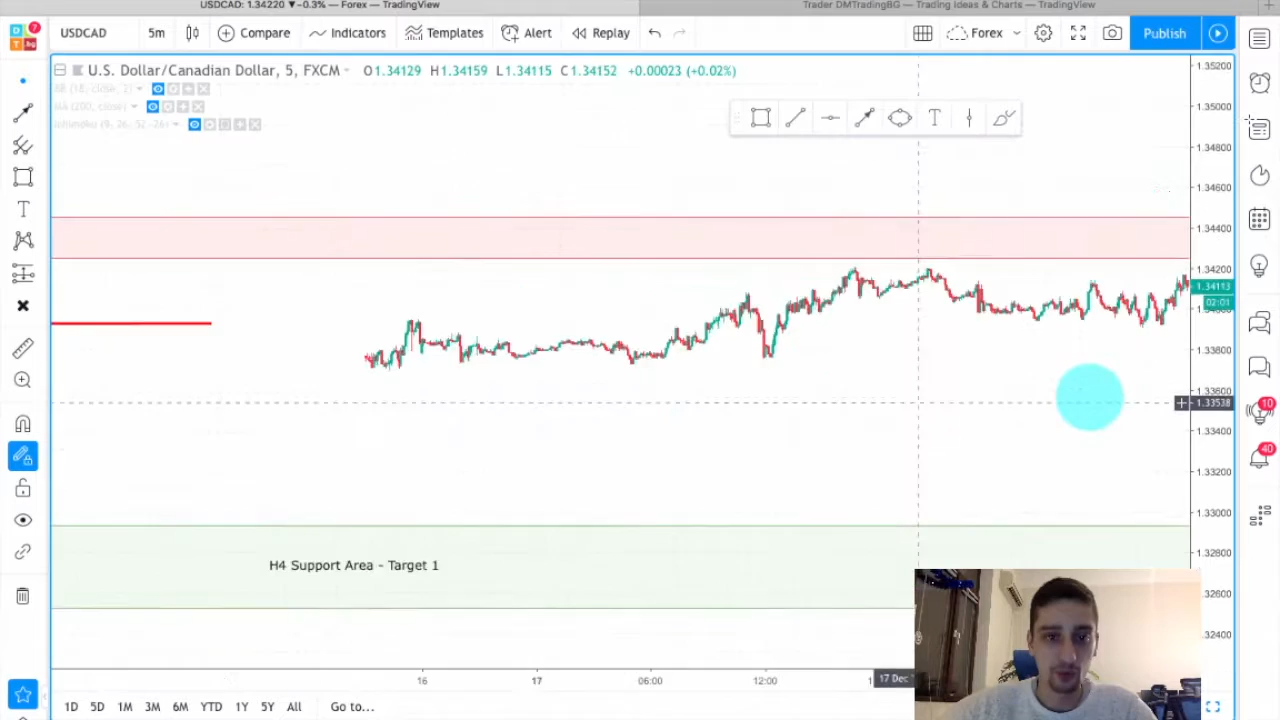 USDCAD: 1.34220 ▼−0.3% — Forex — TradingView
Trader DMTradingBG — Trading Ideas & Charts — TradingView
7
USDCAD
5m
Compare
Indicators
Templates
Alert
Replay
Forex
Publish
U.S. Dollar/Canadian Dollar, 5, FXCM
O1.34129 H1.34159 L1.34115 C1.34152 +0.00023 (+0.02%)
1.35200
1.35000
1.34800
1.34600
1.34400
1.34200
1.34113
02:01
1.33800
1.33600
1.33538
1.33400
1.33200
1.33000
1.32800
1.32600
1.32400
10
40
H4 Support Area - Target 1
16
17
06:00
12:00
17 Dec
1D
5D
1M
3M
6M
YTD
1Y
5Y
All
Go to...